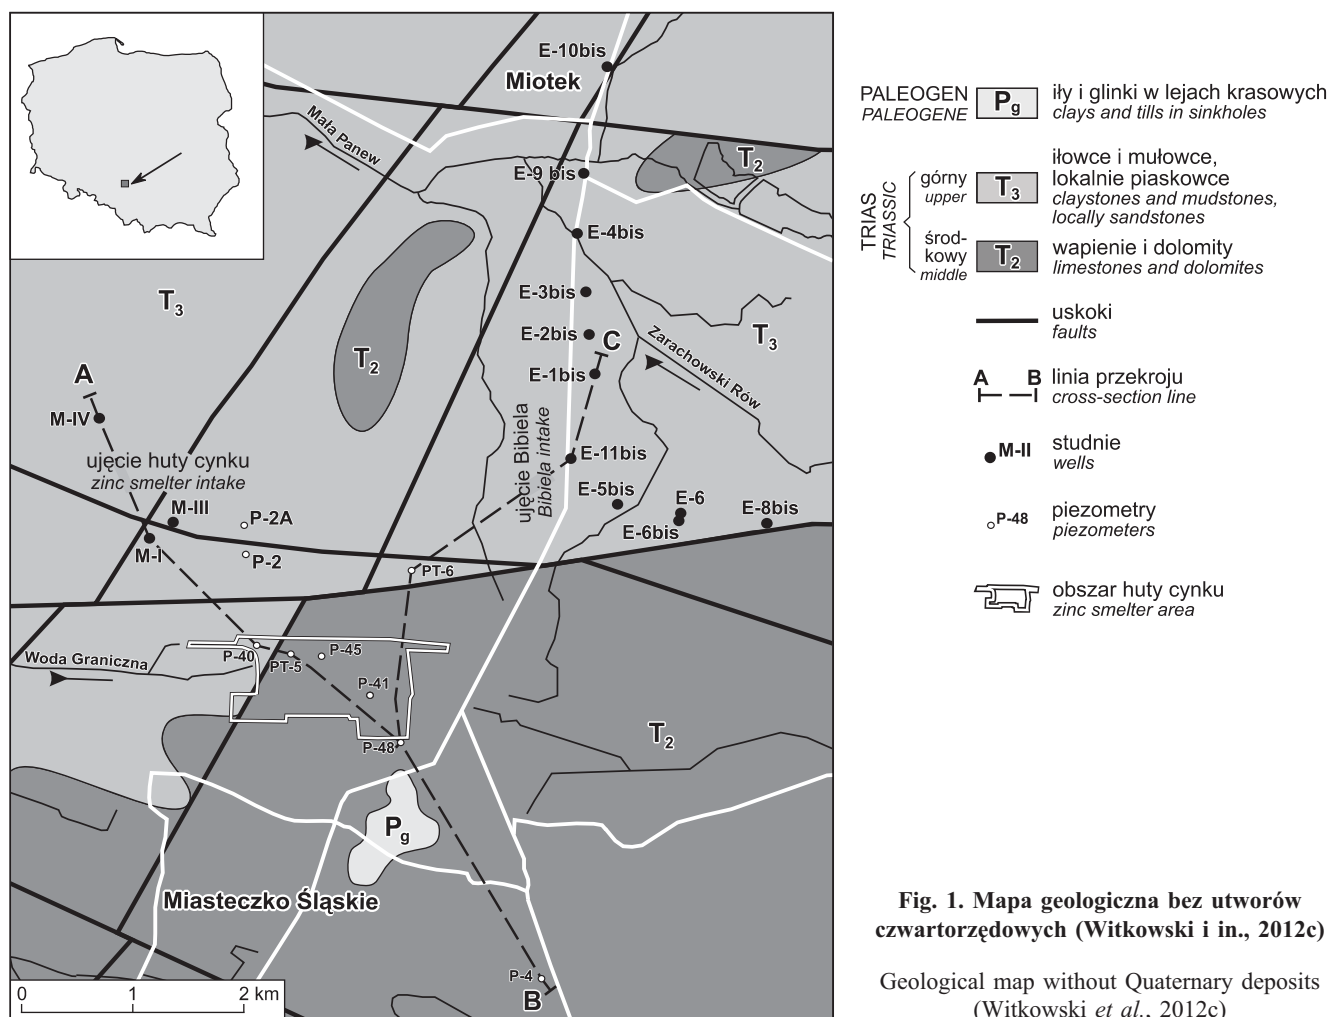 E-10bis
Miotek
Mała Panew
E-9 bis
T2
E-4bis
E-3bis
T3
E-2bis
C
Zarachowski Rów
T3
T2
E-1bis
A
M-IV
ujęcie Bibiela
Bibiela intake
E-11bis
ujęcie huty cynku
zinc smelter intake
E-5bis
E-6
E-8bis
M-III
P-2A
E-6bis
M-I
P-2
PT-6
Woda Graniczna
P-40
PT-5
P-45
P-41
P-48
T2
Pg
Miasteczko Śląskie
P-4
B
0 1 2 km
PALEOGEN
PALEOGENE
Pg
iły i glinki w lejach krasowych
clays and tills in sinkholes
TRIAS
TRIASSIC
górny
upper
T3
iłowce i mułowce,
lokalnie piaskowce
claystones and mudstones,
locally sandstones
środ-
kowy
middle
T2
wapienie i dolomity
limestones and dolomites
uskoki
faults
A B
linia przekroju
cross-section line
M-II
studnie
wells
P-48
piezometry
piezometers
obszar huty cynku
zinc smelter area
Fig. 1. Mapa geologiczna bez utworów
czwartorzędowych (Witkowski i in., 2012c)
Geological map without Quaternary deposits
(Witkowski et al., 2012c)